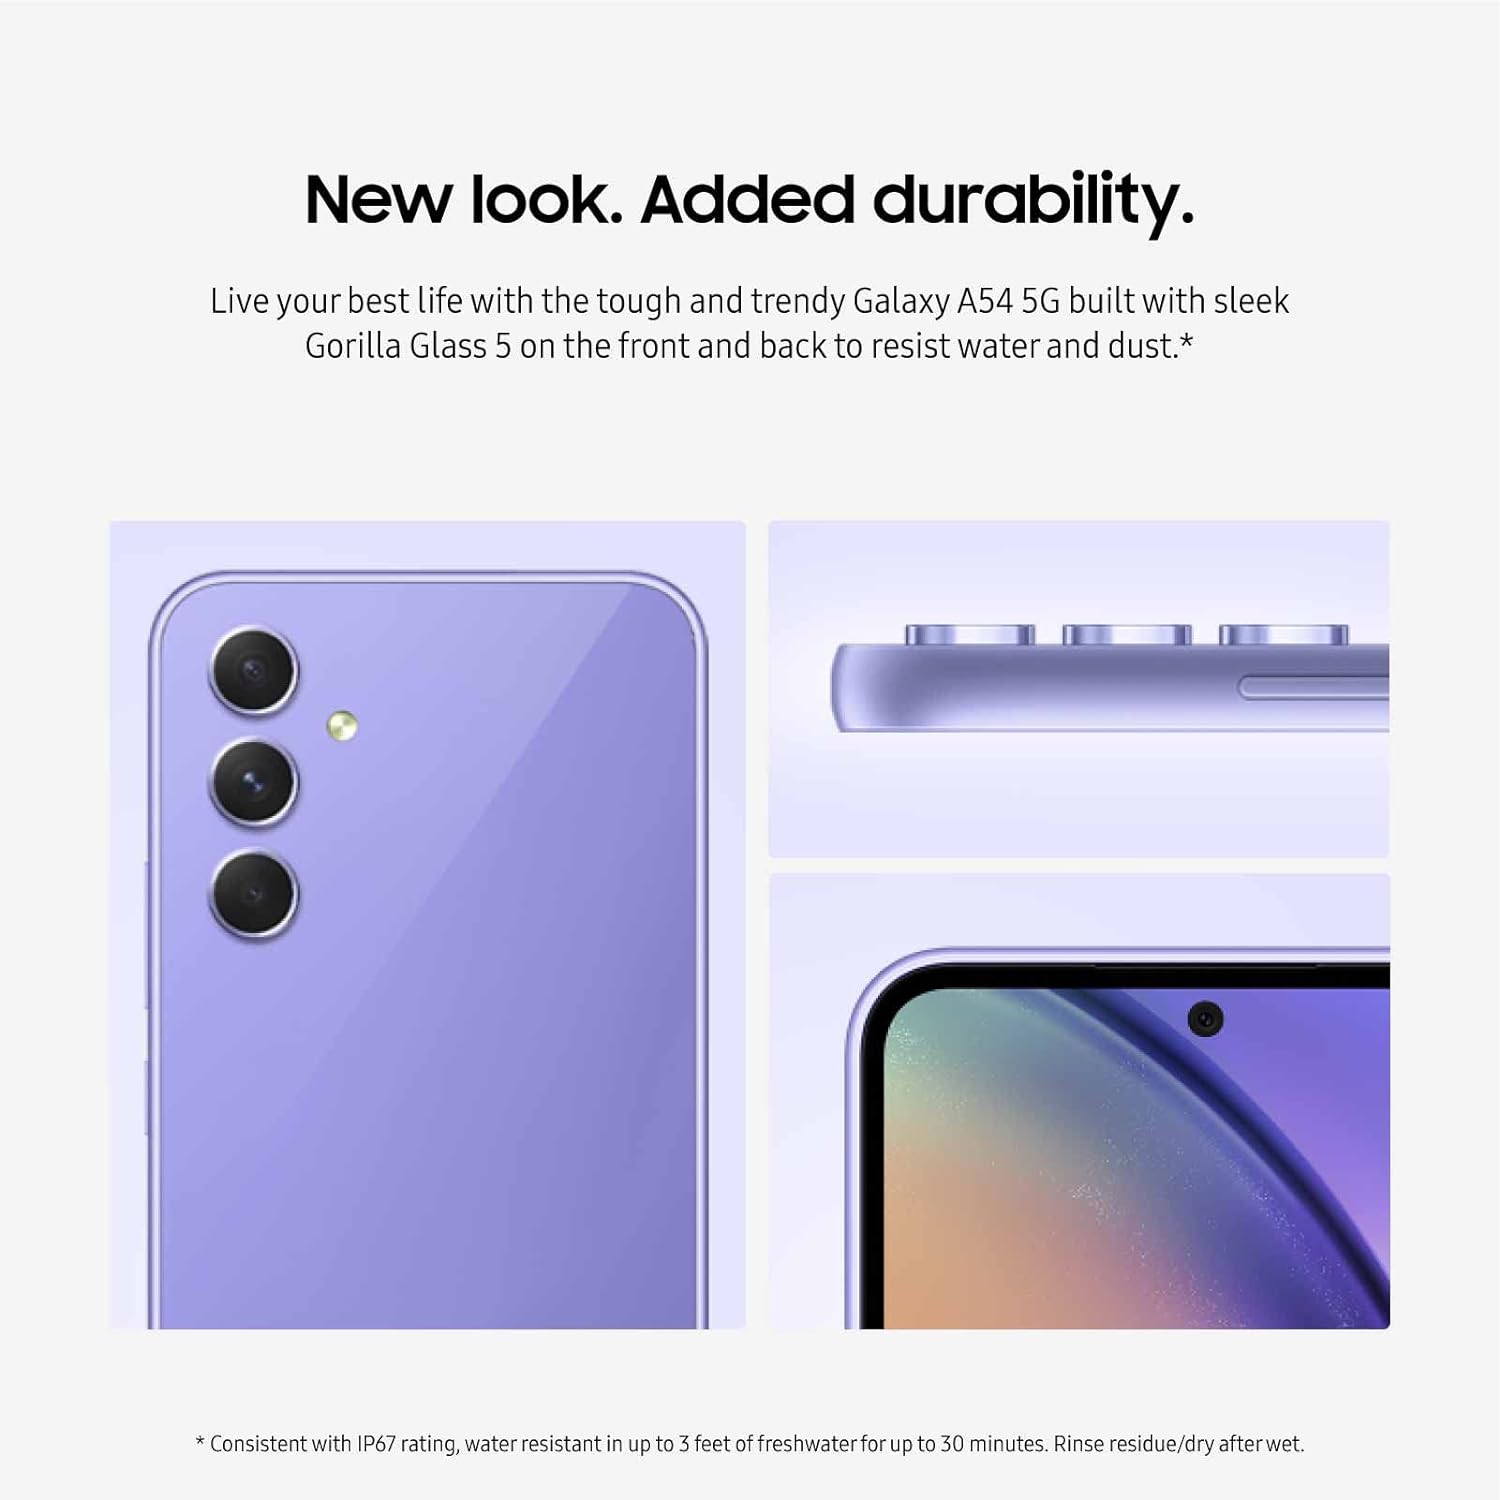 New look. Added durability.
Live your best life with the tough and trendy Galaxy A54 5G built with sleek
Gorilla Glass 5 on the front and back to resist water and dust.*
* Consistent with IP67 rating, water resistant in up to 3 feet of freshwater for up to 30 minutes. Rinse residue/dry after wet.